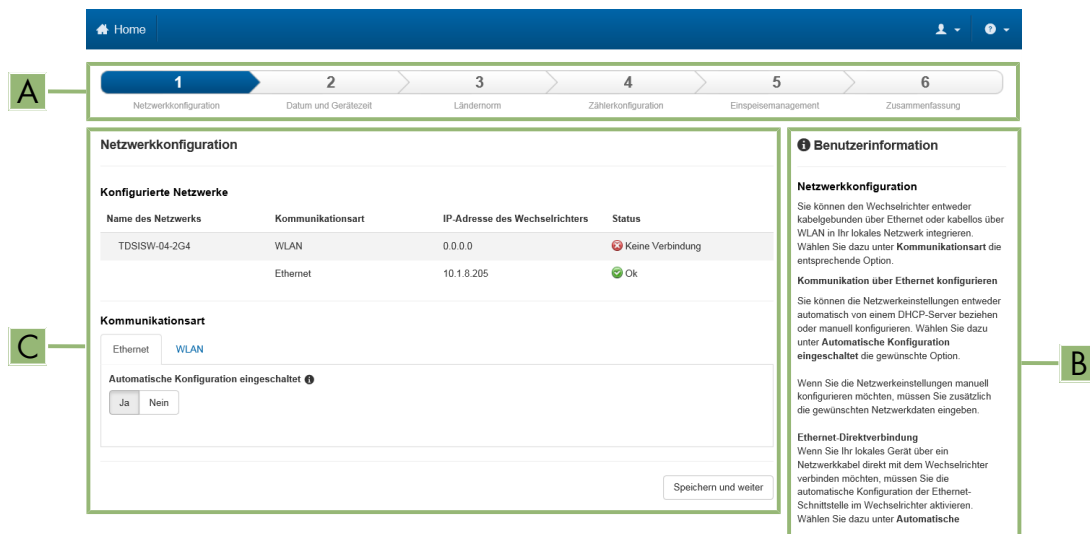 Home
A
1 2 3 4 5 6
Netzwerkkonfiguration Datum und Gerätezeit Ländernorm Zählerkonfiguration Einspeisemanagement Zusammenfassung
C
Netzwerkkonfiguration
Konfigurierte Netzwerke
Name des Netzwerks Kommunikationsart IP-Adresse des Wechselrichters Status
TDSISW-04-2G4 WLAN 0.0.0.0 Keine Verbindung
Ethernet 10.1.8.205 Ok
Kommunikationsart
Ethernet WLAN
Automatische Konfiguration eingeschaltet
Ja Nein
Speichern und weiter
B
Benutzerinformation
Netzwerkkonfiguration
Sie können den Wechselrichter entweder
kabelgebunden über Ethernet oder kabellos über
WLAN in Ihr lokales Netzwerk integrieren.
Wählen Sie dazu unter Kommunikationsart die
entsprechende Option.
Kommunikation über Ethernet konfigurieren
Sie können die Netzwerkeinstellungen entweder
automatisch von einem DHCP-Server beziehen
oder manuell konfigurieren. Wählen Sie dazu
unter Automatische Konfiguration
eingeschaltet die gewünschte Option.
Wenn Sie die Netzwerkeinstellungen manuell
konfigurieren möchten, müssen Sie zusätzlich
die gewünschten Netzwerkdaten eingeben.
Ethernet-Direktverbindung
Wenn Sie Ihr lokales Gerät über ein
Netzwerkkabel direkt mit dem Wechselrichter
verbinden möchten, müssen Sie die
automatische Konfiguration der Ethernet-
Schnittstelle im Wechselrichter aktivieren.
Wählen Sie dazu unter Automatische